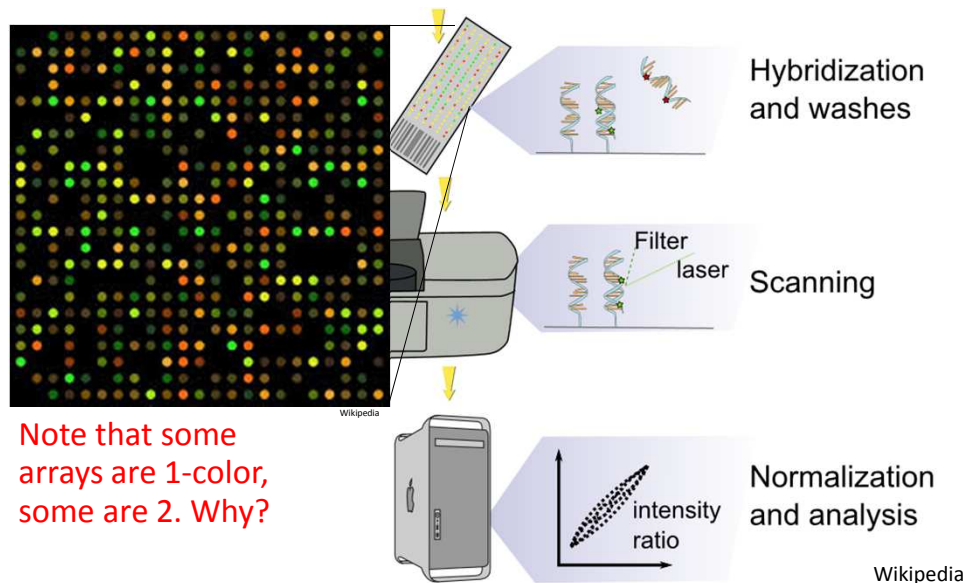 Hybridization
and washes
Filter
laser
Scanning
Wikipedia
Note that some
arrays are 1-color,
some are 2. Why?
intensity
ratio
Normalization
and analysis
Wikipedia